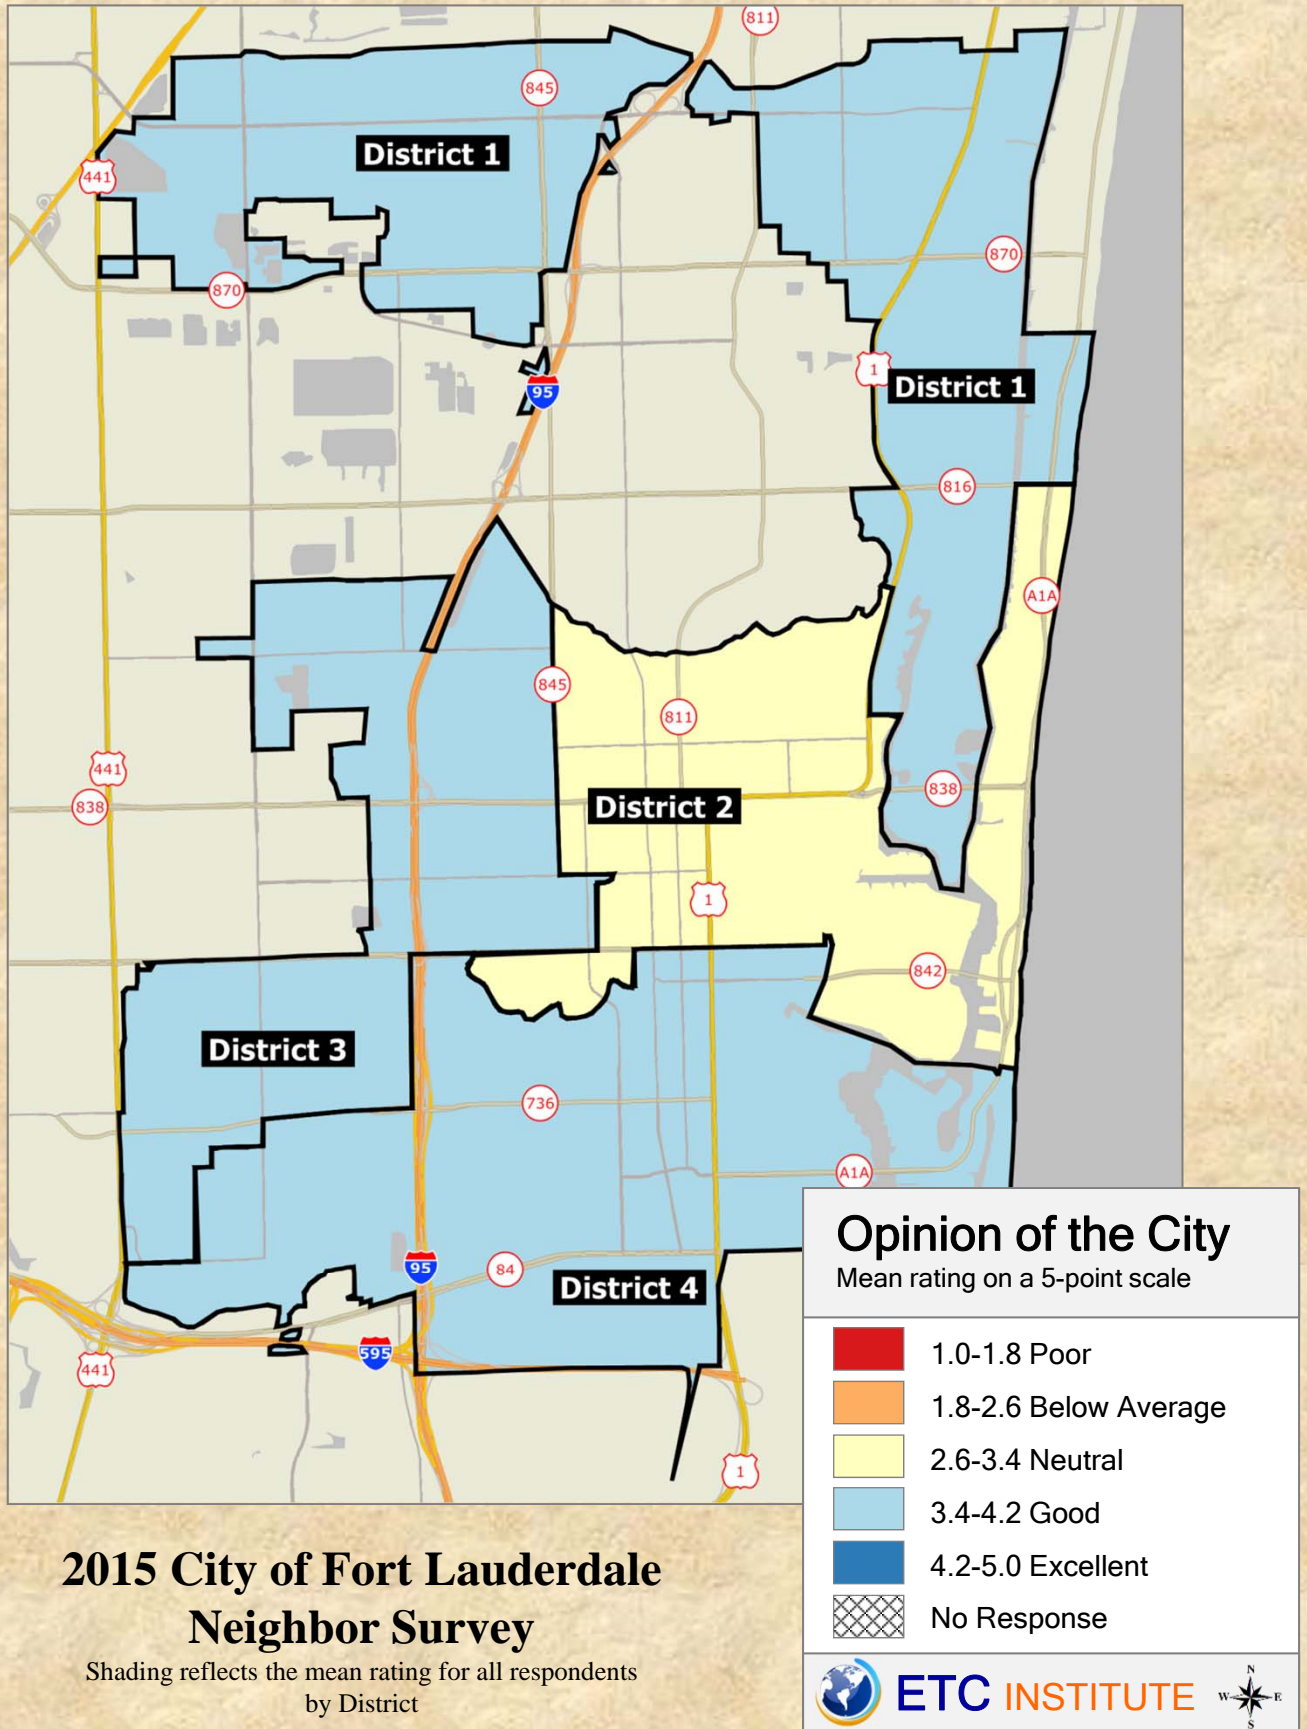 811
845
District 1
441
870
870
95
1
District 1
816
A1A
845
811
441
838
District 2
838
1
842
District 3
736
A1A
95
84
District 4
595
441
1
Opinion of the City
Mean rating on a 5-point scale
1.0-1.8 Poor
1.8-2.6 Below Average
2.6-3.4 Neutral
3.4-4.2 Good
4.2-5.0 Excellent
No Response
2015 City of Fort Lauderdale
Neighbor Survey
Shading reflects the mean rating for all respondents
by District
ETC INSTITUTE
N
W E
S